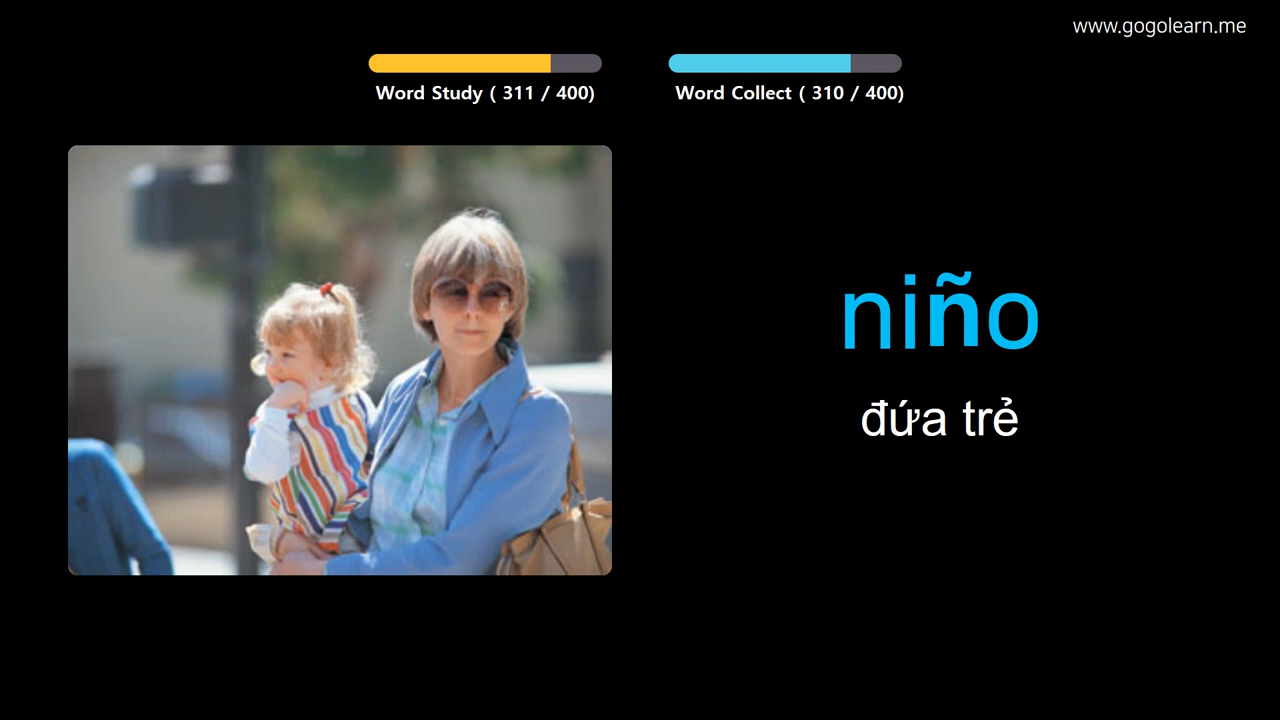 www.gogolearn.me
Word Study ( 311 / 400)
Word Collect ( 310 / 400)
niño
đứa trẻ